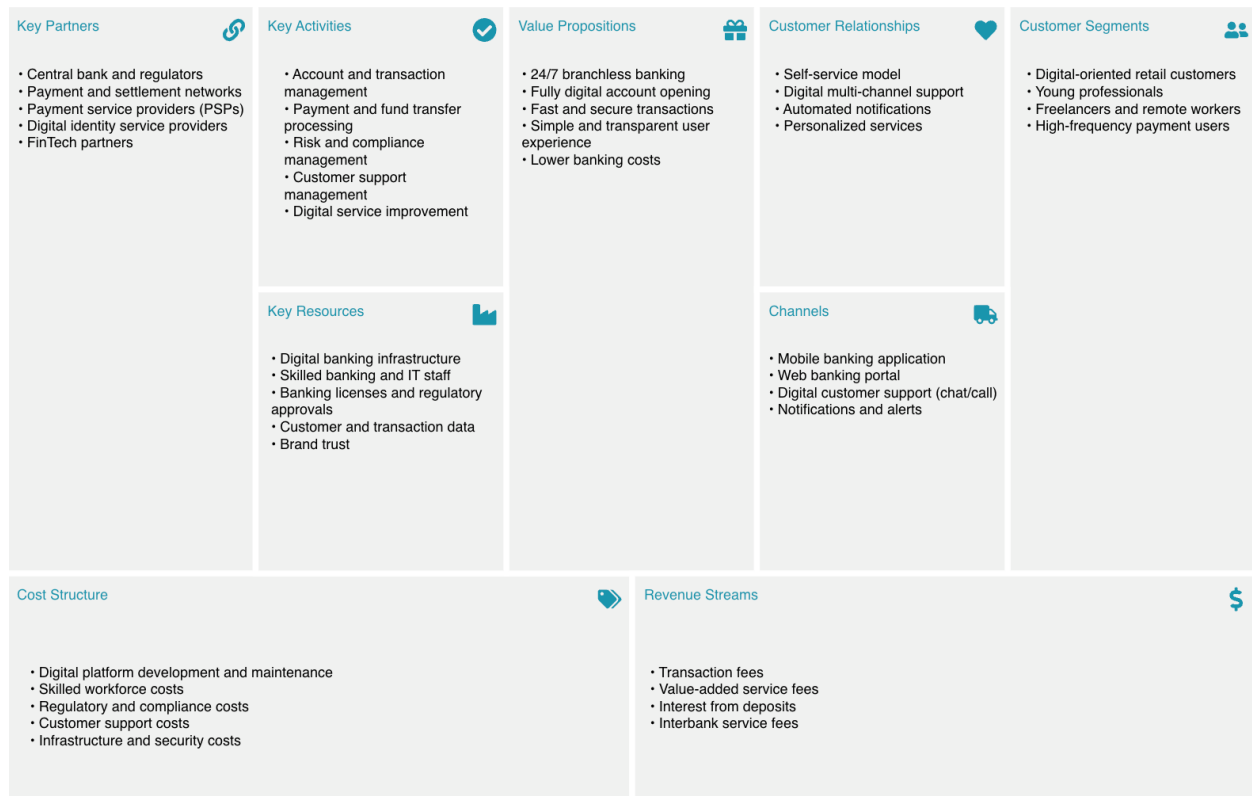 Key Partners
• Central bank and regulators
• Payment and settlement networks
• Payment service providers (PSPs)
• Digital identity service providers
• FinTech partners
Key Activities
• Account and transaction
management
• Payment and fund transfer
processing
• Risk and compliance
management
• Customer support
management
• Digital service improvement
Key Resources
• Digital banking infrastructure
• Skilled banking and IT staff
• Banking licenses and regulatory
approvals
• Customer and transaction data
• Brand trust
Value Propositions
• 24/7 branchless banking
• Fully digital account opening
• Fast and secure transactions
• Simple and transparent user
experience
• Lower banking costs
Customer Relationships
• Self-service model
• Digital multi-channel support
• Automated notifications
• Personalized services
Channels
• Mobile banking application
• Web banking portal
• Digital customer support (chat/call)
• Notifications and alerts
Customer Segments
• Digital-oriented retail customers
• Young professionals
• Freelancers and remote workers
• High-frequency payment users
Cost Structure
• Digital platform development and maintenance
• Skilled workforce costs
• Regulatory and compliance costs
• Customer support costs
• Infrastructure and security costs
Revenue Streams
• Transaction fees
• Value-added service fees
• Interest from deposits
• Interbank service fees